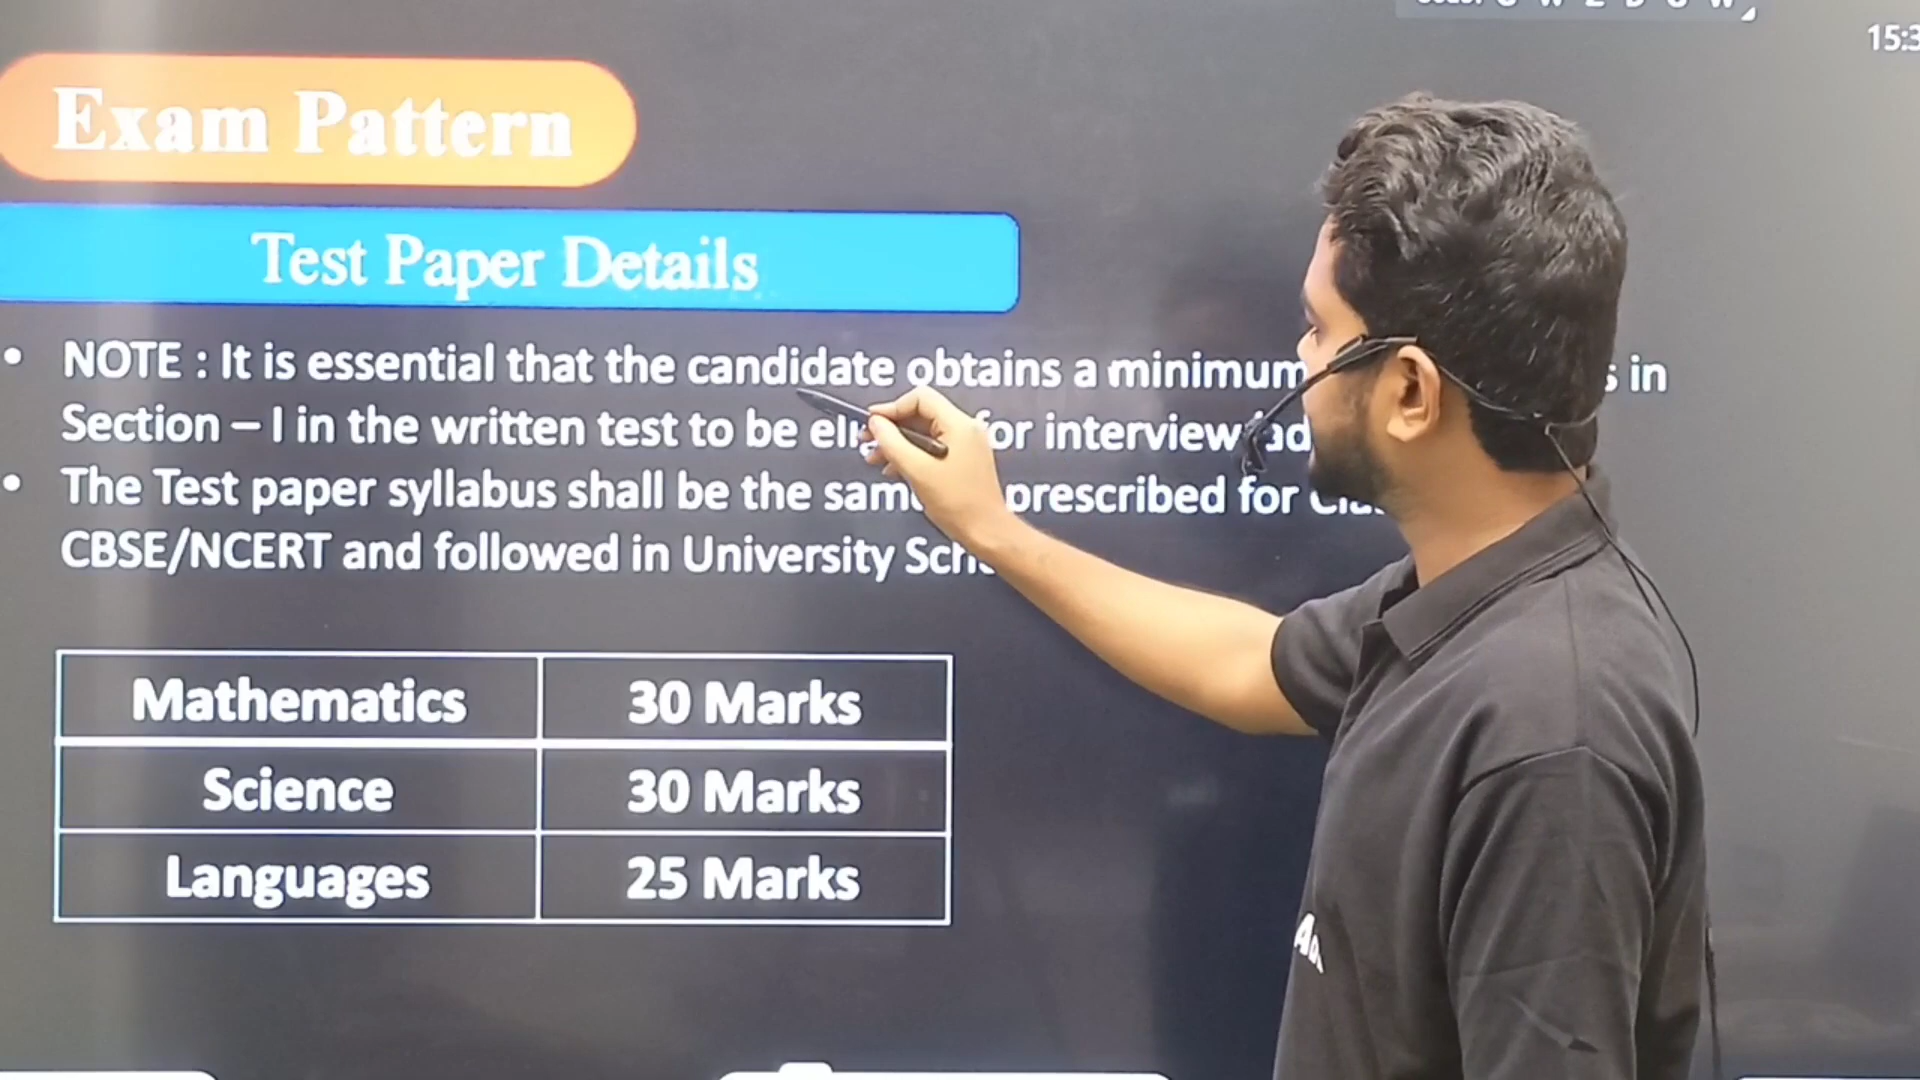 15:3
Exam Pattern
Test Paper Details
• NOTE : It is essential that the candidate obtains a minimum in
Section – I in the written test to be for interview
• The Test paper syllabus shall be the same prescribed for
CBSE/NCERT and followed in University
Mathematics 30 Marks
Science 30 Marks
Languages 25 Marks